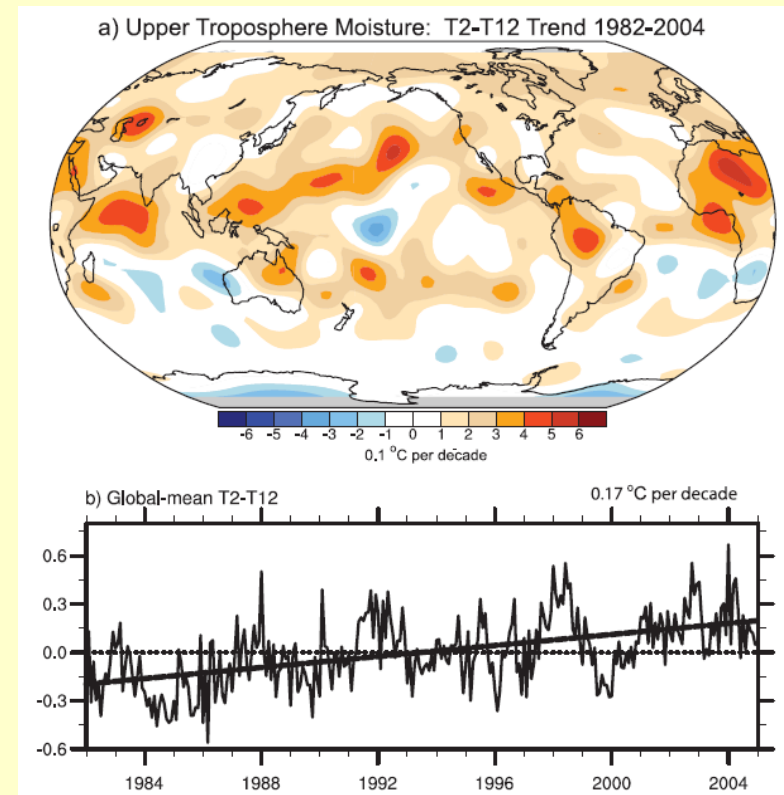 a) Upper Troposphere Moisture: T2-T12 Trend 1982-2004
-6 -5 -4 -3 -2 -1 0 1 2 3 4 5 6
0.1 °C per decade
b) Global-mean T2-T12 0.17 °C per decade
0.6
0.3
0.0
-0.3
-0.6
1984 1988 1992 1996 2000 2004